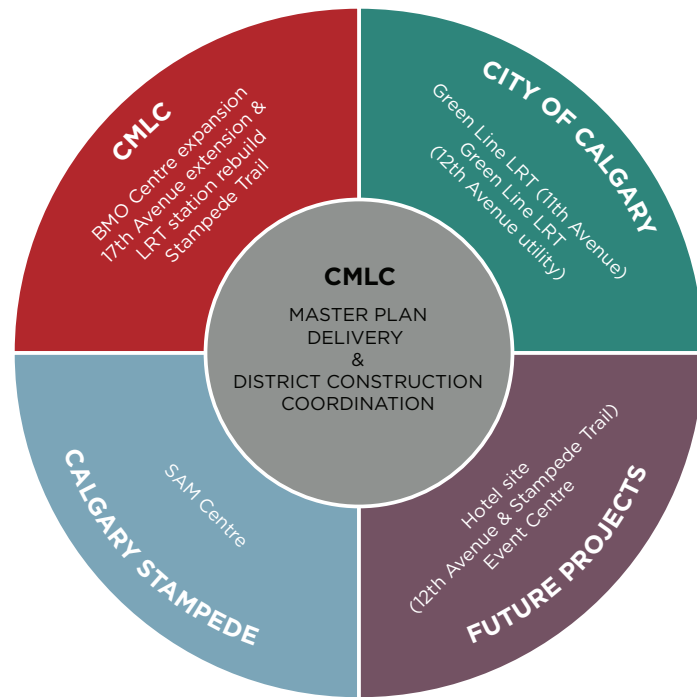 CMLC
BMO Centre expansion
17th Avenue extension &
LRT station rebuild
Stampede Trail
CITY OF CALGARY
Green Line LRT (11th Avenue)
Green Line LRT
(12th Avenue utility)
CMLC
MASTER PLAN
DELIVERY
&
DISTRICT CONSTRUCTION
COORDINATION
CALGARY STAMPEDE
SAM Centre
Hotel site
(12th Avenue & Stampede Trail)
Event Centre
FUTURE PROJECTS